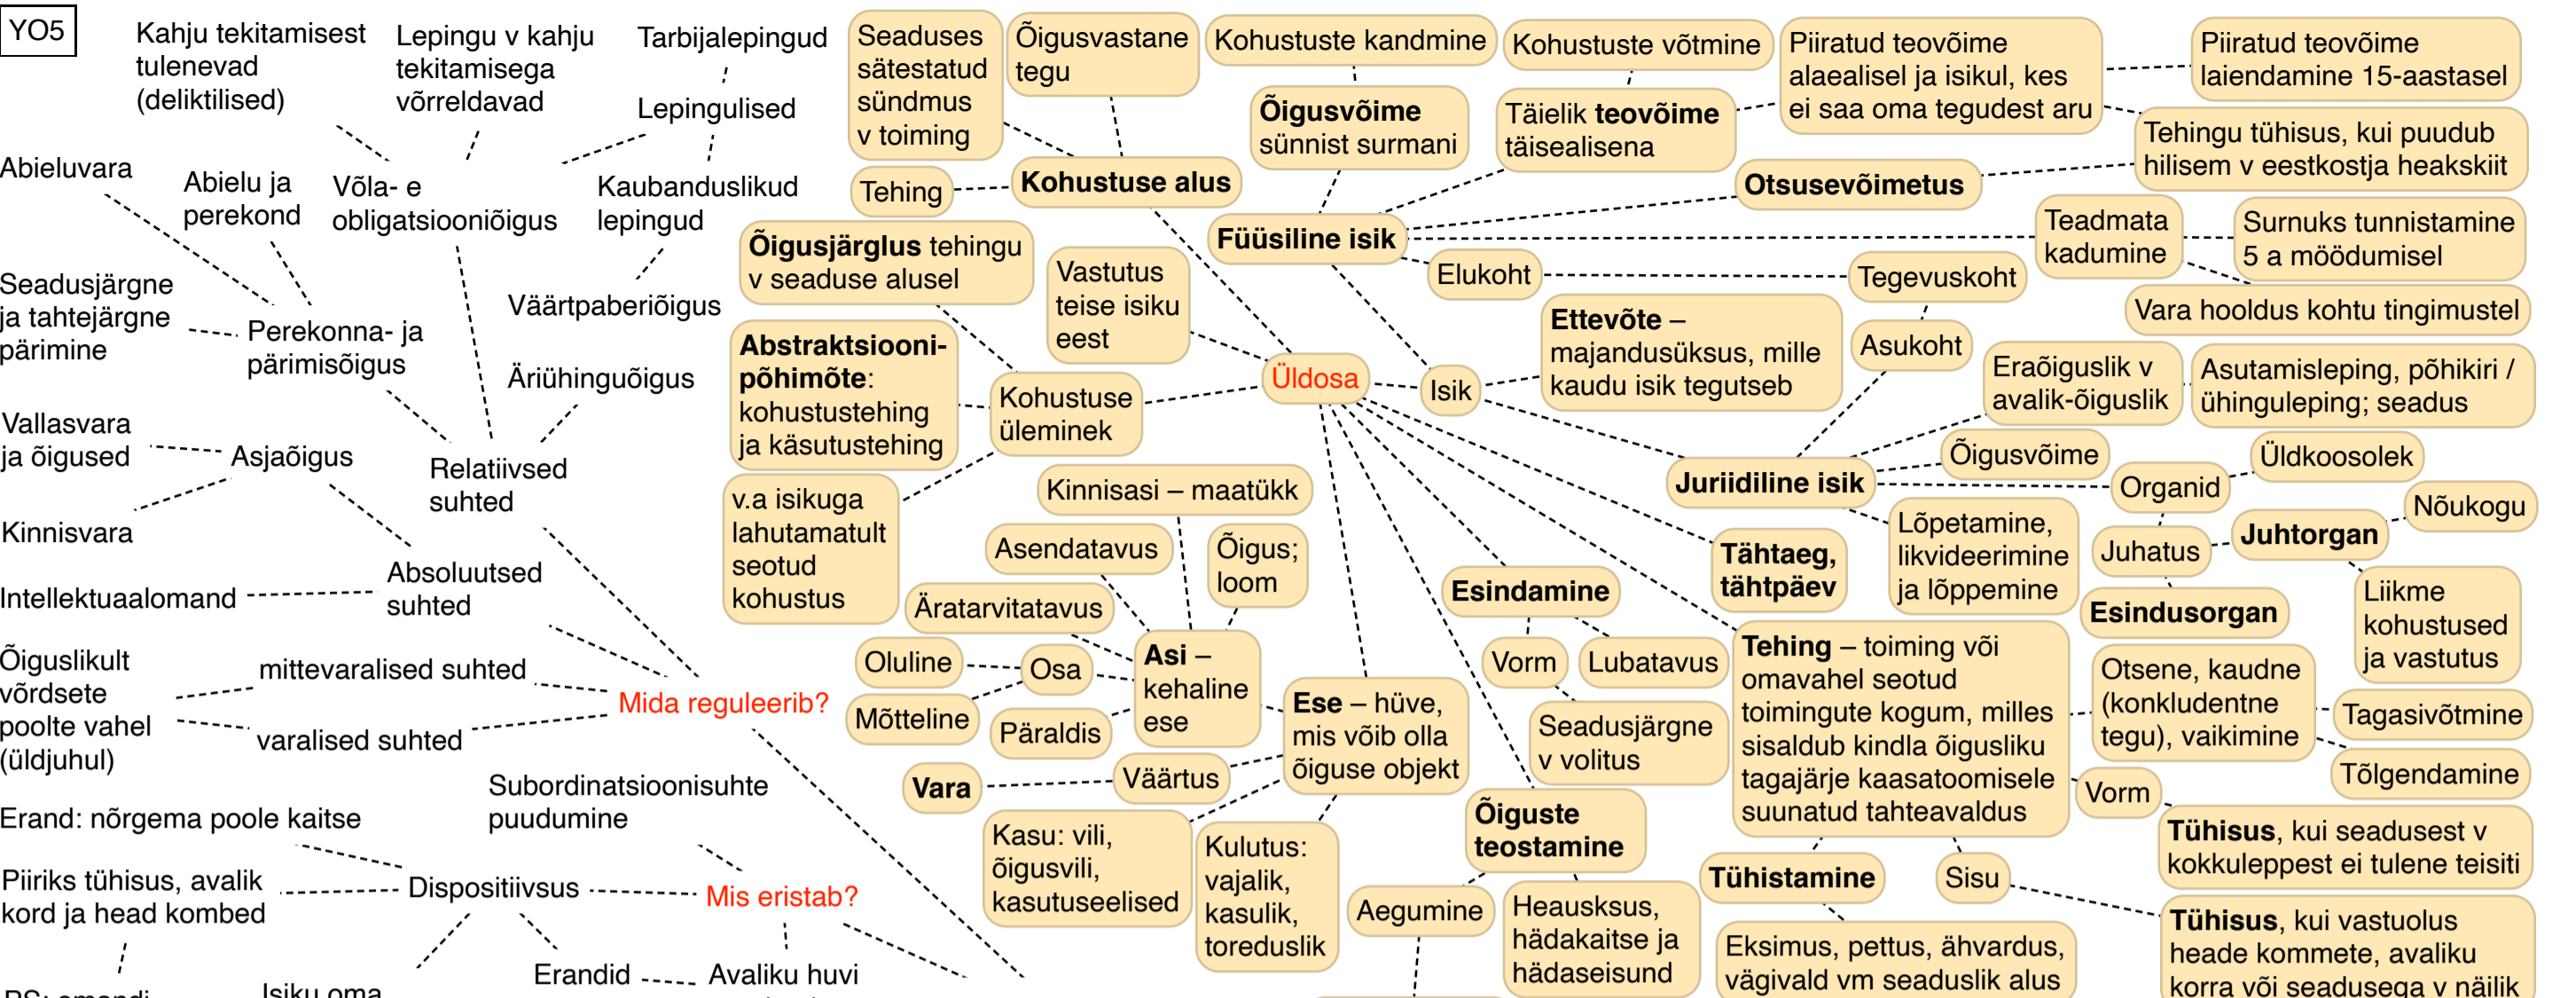 YO5
Kahju tekitamisest
tulenevad
(deliktilised)
Lepingu v kahju
tekitamisega
võrreldavad
Tarbijalepingud
Lepingulised
Abieluvara
Abielu ja
perekond
Võla- e
obligatsiooniõigus
Kaubanduslikud
lepingud
Seadusjärgne
ja tahtejärgne
pärimine
Perekonna- ja
pärimisõigus
Väärtpaberiõigus
Äriühinguõigus
Vallasvara
ja õigused
Asjaõigus
Relatiivsed
suhted
Kinnisvara
Absoluutsed
suhted
Intellektuaalomand
Õiguslikult
võrdsete
poolte vahel
(üldjuhul)
mittevaralised suhted
varalised suhted
Mida reguleerib?
Subordinatsioonisuhte
puudumine
Erand: nõrgema poole kaitse
Piiriks tühisus, avalik
kord ja head kombed
Dispositiivsus
Mis eristab?
Erandid
Avaliku huvi
Isiku oma
PS: omandi
Seaduses
sätestatud
sündmus
v toiming
Õigusvastane
tegu
Tehing
Kohustuse alus
Kohustuste kandmine
Õigusvõime
sünnist surmani
Kohustuste võtmine
Täielik teovõime
täisealisena
Piiratud teovõime
alaealisel ja isikul, kes
ei saa oma tegudest aru
Piiratud teovõime
laiendamine 15-aastasel
Tehingu tühisus, kui puudub
hilisem v eestkostja heakskiit
Otsusevõimetus
Füüsiline isik
Teadmata
kadumine
Surnuks tunnistamine
5 a möödumisel
Vara hooldus kohtu tingimustel
Elukoht
Tegevuskoht
Asukoht
Õigusjärglus tehingu
v seaduse alusel
Vastutus
teise isiku
eest
Abstraktsiooni-
põhimõte:
kohustustehing
ja käsutustehing
Kohustuse
üleminek
v.a isikuga
lahutamatult
seotud
kohustus
Üldosa
Isik
Ettevõte –
majandusüksus, mille
kaudu isik tegutseb
Eraõiguslik v
avalik-õiguslik
Asutamisleping, põhikiri /
ühinguleping; seadus
Juriidiline isik
Õigusvõime
Organid
Üldkoosolek
Nõukogu
Juhatus
Juhtorgan
Esindusorgan
Liikme
kohustused
ja vastutus
Lõpetamine,
likvideerimine
ja lõppemine
Tähtaeg,
tähtpäev
Kinnisasi – maatükk
Asendatavus
Õigus;
loom
Äratarvitatavus
Oluline
Osa
Mõtteline
Päraldis
Asi –
kehaline
ese
Ese – hüve,
mis võib olla
õiguse objekt
Vara
Väärtus
Kasu: vili,
õigusvili,
kasutuseelised
Kulutus:
vajalik,
kasulik,
toreduslik
Esindamine
Vorm
Lubatavus
Seadusjärgne
v volitus
Õiguste
teostamine
Aegumine
Heausksus,
hädakaitse ja
hädaseisund
Tehing – toiming või
omavahel seotud
toimingute kogum, milles
sisaldub kindla õigusliku
tagajärje kaasatoomisele
suunatud tahteavaldus
Otsene, kaudne
(konkludentne
tegu), vaikimine
Tagasivõtmine
Tõlgendamine
Vorm
Tühisus, kui seadusest v
kokkuleppest ei tulene teisiti
Tühistamine
Sisu
Eksimus, pettus, ähvardus,
vägivald vm seaduslik alus
Tühisus, kui vastuolus
heade kommete, avaliku
korra või seadusega v näilik